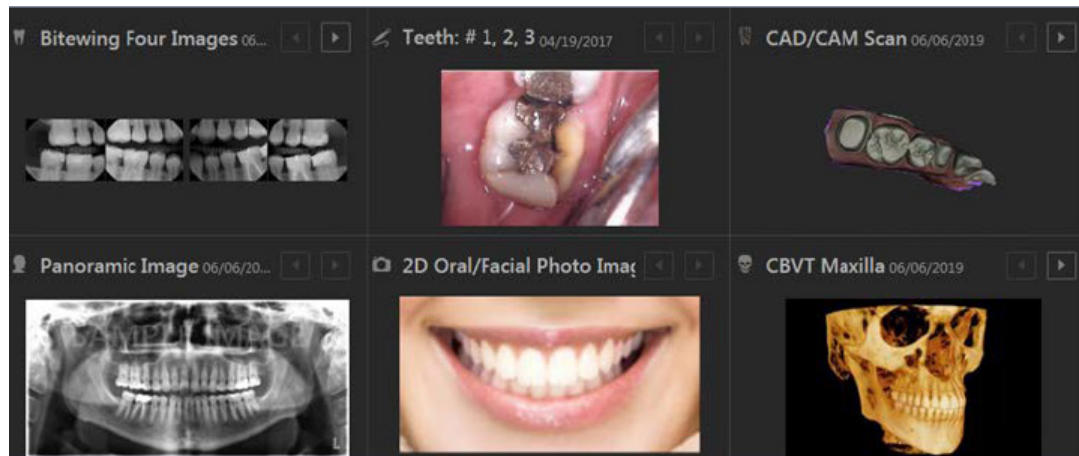 Bitewing Four Images 06...
Teeth: # 1, 2, 3 04/19/2017
CAD/CAM Scan 06/06/2019
Panoramic Image 06/06/20...
2D Oral/Facial Photo Imag
CBVT Maxilla 06/06/2019
SAMPLE IMAGE
L